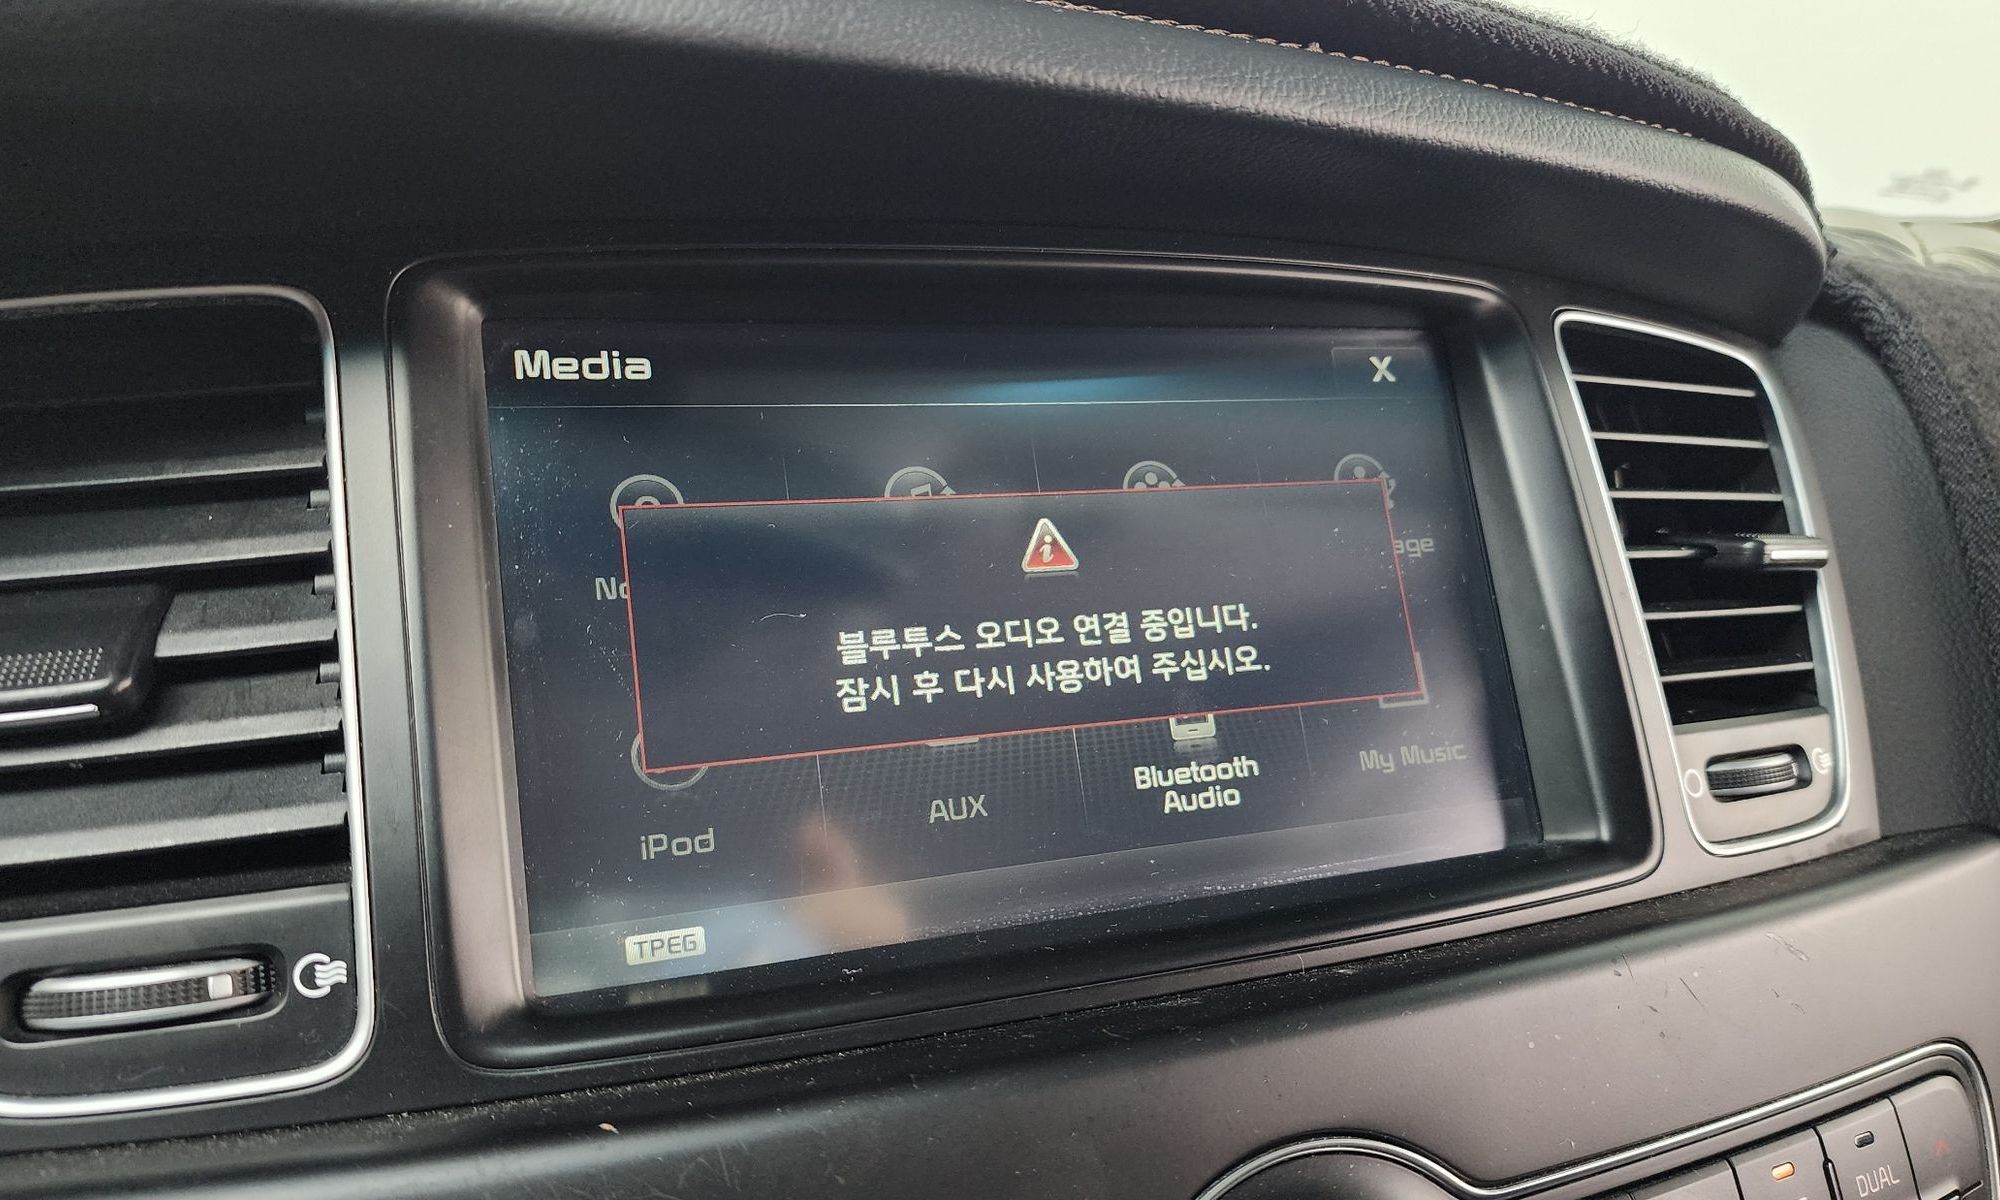 Media
X
블루투스 오디오 연결 중입니다.
잠시 후 다시 사용하여 주십시오.
iPod
AUX
Bluetooth
Audio
My Music
TPEG
DUAL